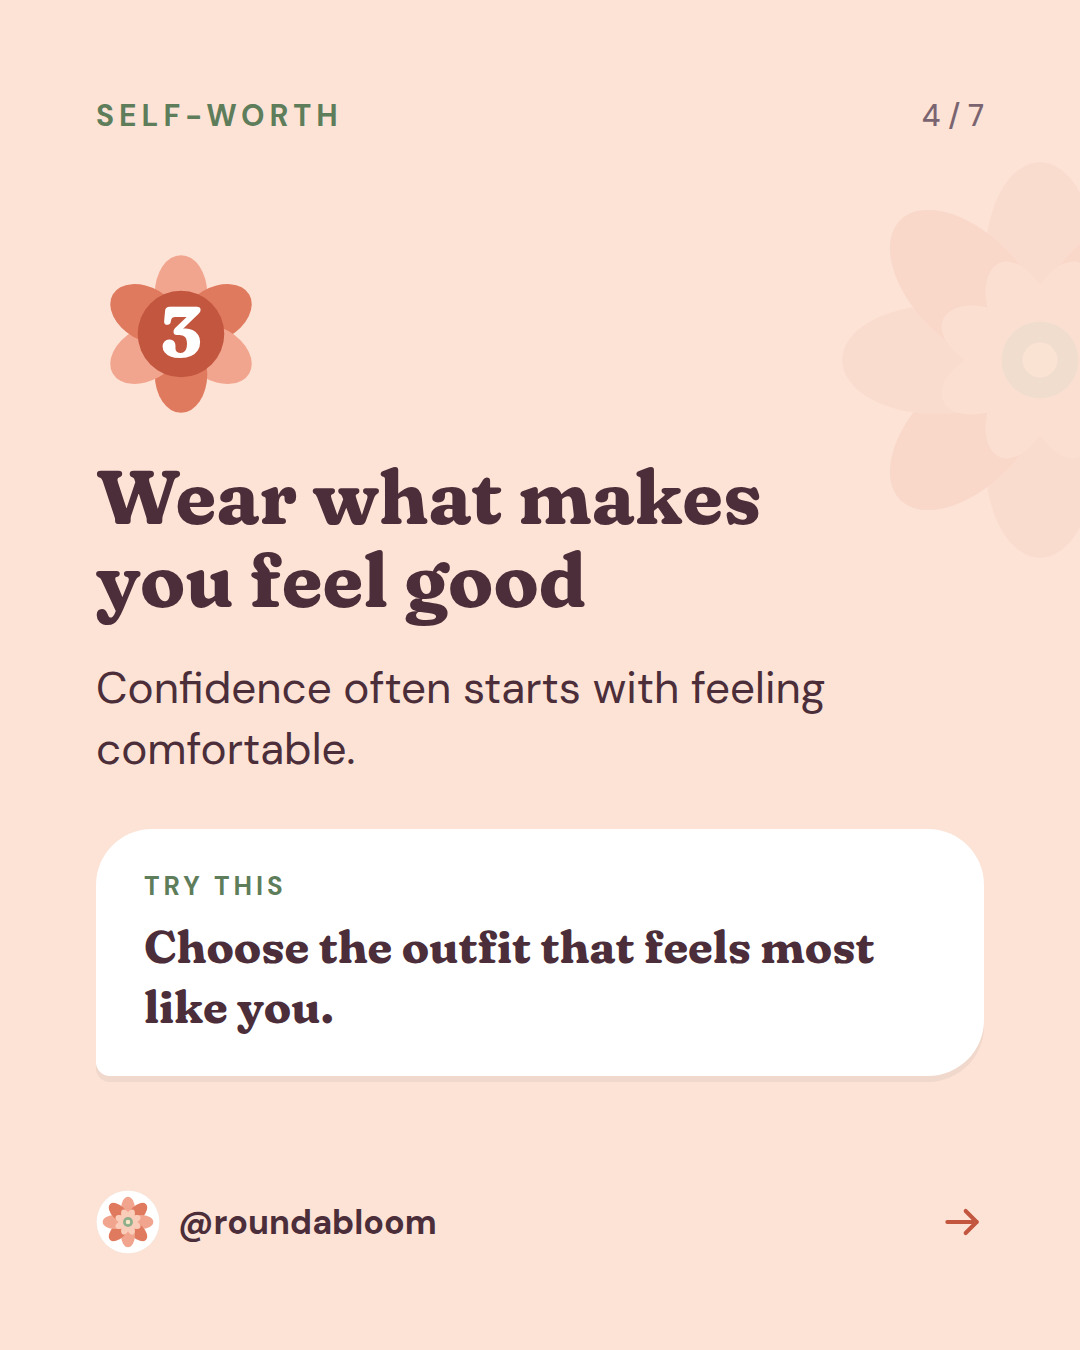 SELF-WORTH
4 / 7
3
Wear what makes
you feel good
Confidence often starts with feeling
comfortable.
TRY THIS
Choose the outfit that feels most
like you.
@roundabloom